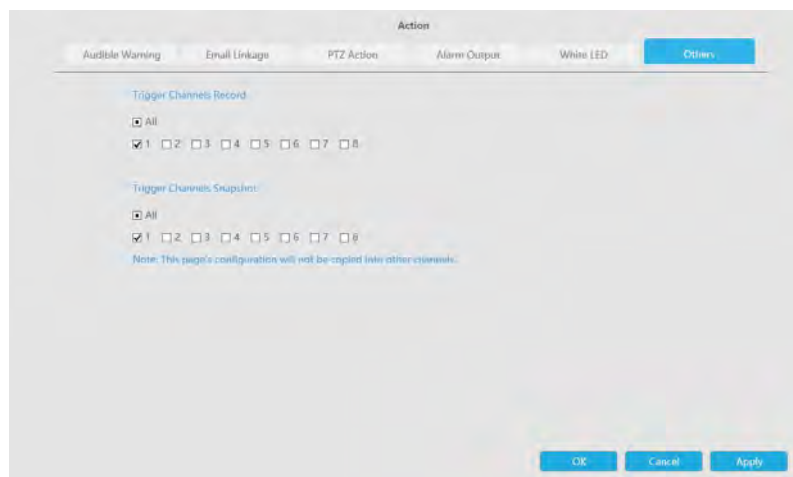 Action
Audible Warning Email Linkage PTZ Action Alarm Output White LED Others
Trigger Channels Record
All
1 2 3 4 5 6 7 8
Trigger Channels Snapshot
All
1 2 3 4 5 6 7 8
Note: This page's configuration will not be copied into other channels.
OK Cancel Apply